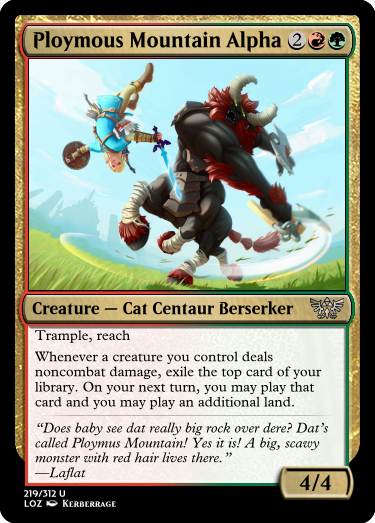 Ploymous Mountain Alpha 2
Creature — Cat Centaur Berserker
Trample, reach
Whenever a creature you control deals
noncombat damage, exile the top card of your
library. On your next turn, you may play that
card and you may play an additional land.
“Does baby see dat really big rock over dere? Dat's
called Ploymus Mountain! Yes it is! A big, scawy
monster with red hair lives there.”
—Laflat
4/4
219/312 U
LOZ Kerberrage